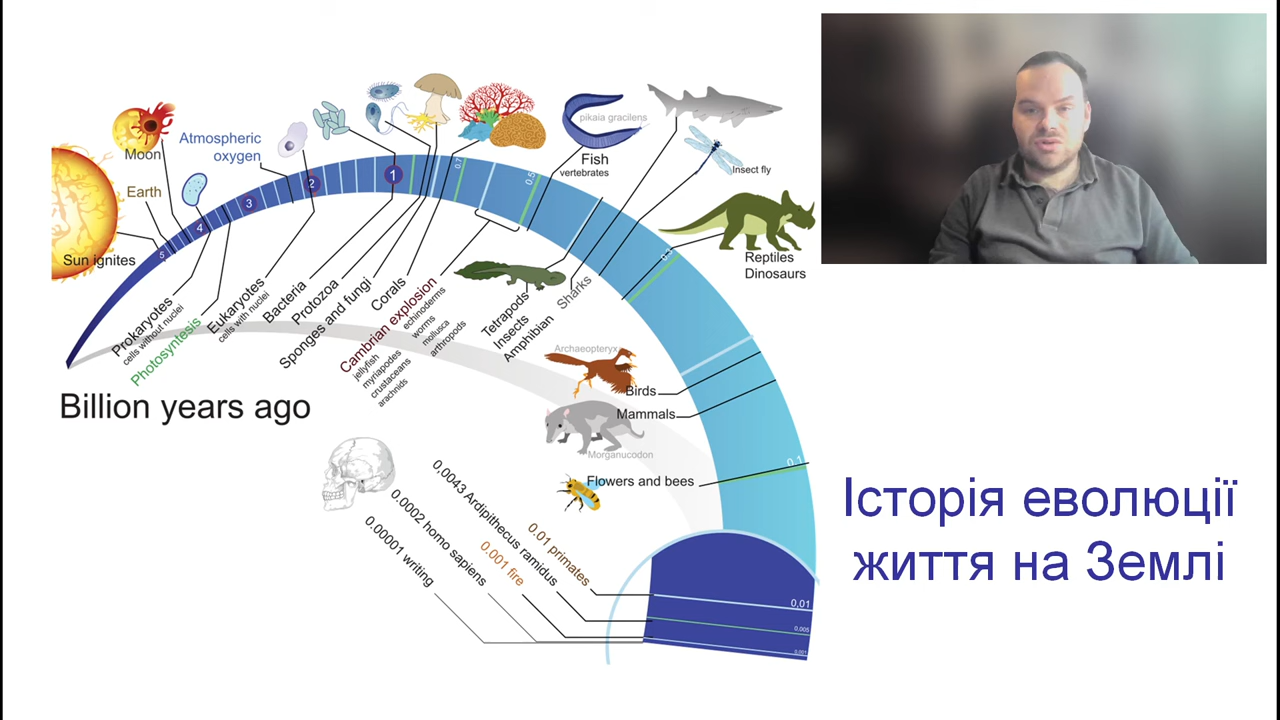 Moon
Atmospheric
oxygen
Earth
Sun ignites
5
4
3
2
1
0.7
0.5
pikaia gracilens
Fish
vertebrates
Insect fly
Reptiles
Dinosaurs
Prokaryotes
cells without nuclei
Photosyntesis
Eukaryotes
cells with nuclei
Bacteria
Protozoa
Sponges and fungi
Corals
Cambrian explosion
jellyfish
myriapodes
crustaceans
arachnids
echinoderms
worms
mollusca
arthropods
Tetrapods
Insects
Amphibian
Sharks
Archaeopteryx
Birds
Mammals
Morganucodon
Flowers and bees
0.1
Billion years ago
0,0043 Ardipithecus ramidus
0.01 primates
0.0002 homo sapiens
0.001 fire
0.00001 writing
0,01
0,005
0,001
Історія еволюції
життя на Землі